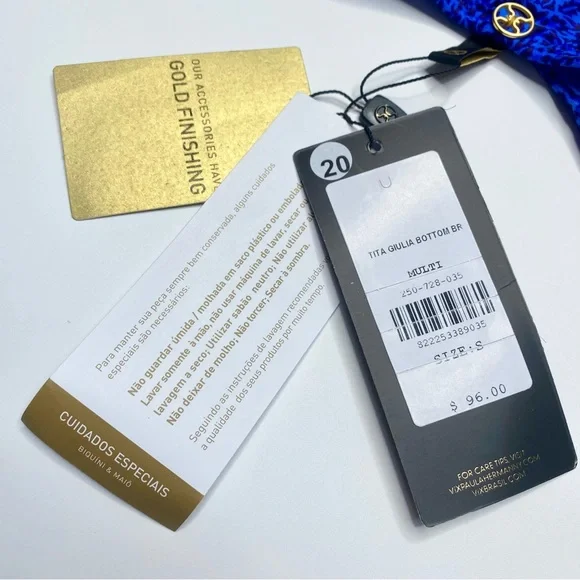 OUR ACCESSORIES HAVE
GOLD FINISHING
Para manter sua peça sempre bem conservada, alguns cuidados
especiais são necessários:
Não guardar úmida / molhada em saco plástico ou embola
Lavar somente à mão, não usar máquina de lavar, secar ou
lavagem a seco; Utilizar sabão neutro; Não utilizar a
Não deixar de molho; Não torcer; Secar à sombra.
Seguindo as instruções de lavagem recomendadas
a qualidade dos seus produtos por muito tempo.
CUIDADOS ESPECIAIS
BIQUÍNI & MAIÔ
20
TITA GIULIA BOTTOM BR
MULTI
250-728-035
822253389035
SIZE:S
$ 96.00
FOR CARE TIPS, VISIT
VIXPAULAHERMANNY.COM
VIXBRASIL.COM